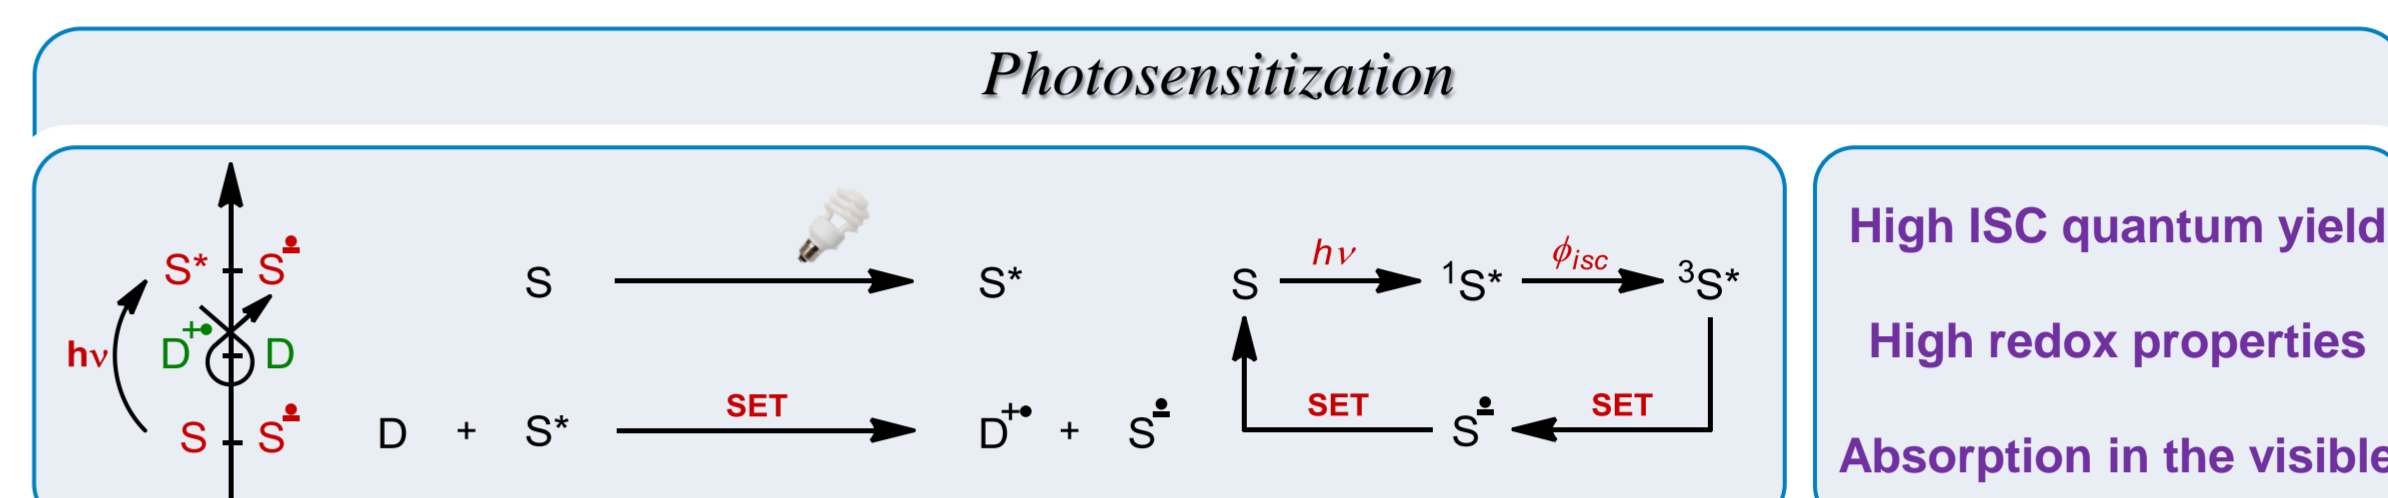 Photosensitization
S* S•−
D+• D
hν
S S•−
S S*
D + S* SET D+• + S•−
S hν ¹S* ϕisc ³S*
SET S•− SET
High ISC quantum yield
High redox properties
Absorption in the visible